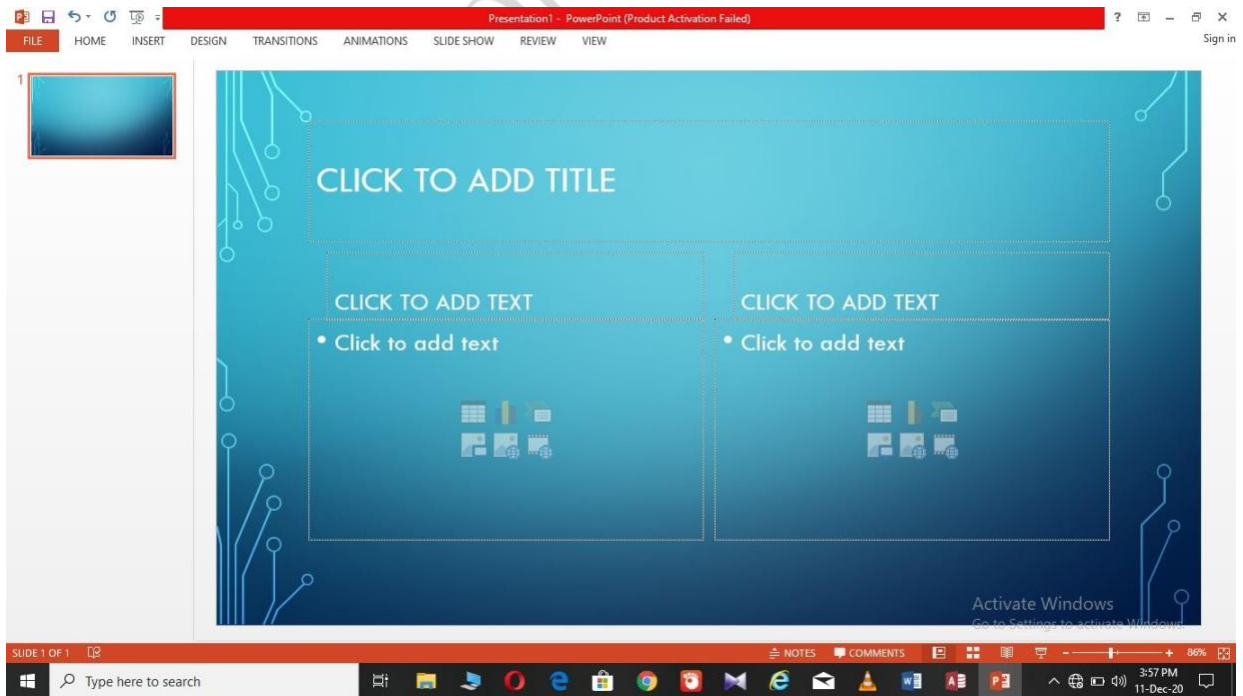 Presentation1 - PowerPoint (Product Activation Failed)
FILE HOME INSERT DESIGN TRANSITIONS ANIMATIONS SLIDE SHOW REVIEW VIEW Sign in
1
CLICK TO ADD TITLE
CLICK TO ADD TEXT CLICK TO ADD TEXT
• Click to add text • Click to add text
Activate Windows
Go to Settings to activate Windows.
SLIDE 1 OF 1 NOTES COMMENTS 86%
Type here to search 3:57 PM
11-Dec-20